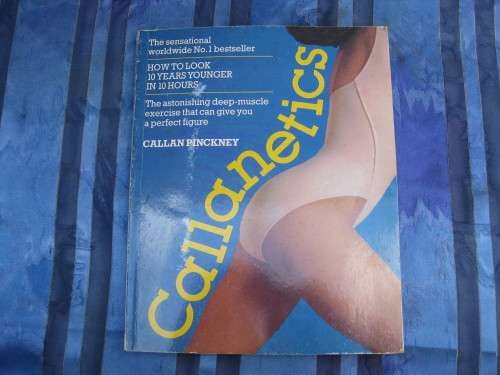 The sensational
worldwide No.1 bestseller
HOW TO LOOK
10 YEARS YOUNGER
IN 10 HOURS
The astonishing deep-muscle
exercise that can give you
a perfect figure
CALLAN PINCKNEY
Callanetics